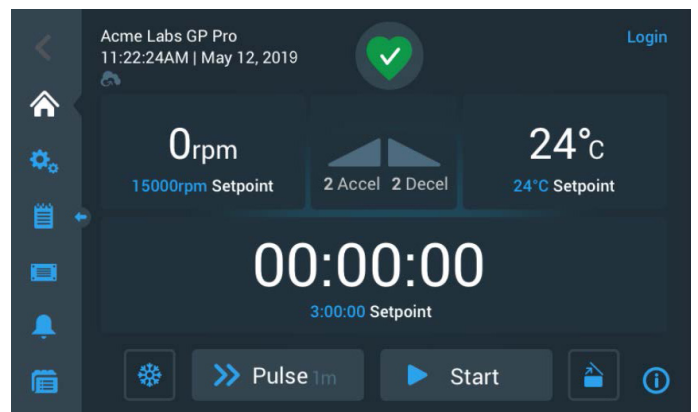 Acme Labs GP Pro
Login
11:22:24AM | May 12, 2019
0rpm
24°C
15000rpm Setpoint
2 Accel 2 Decel
24°C Setpoint
00:00:00
3:00:00 Setpoint
Pulse 1m
Start